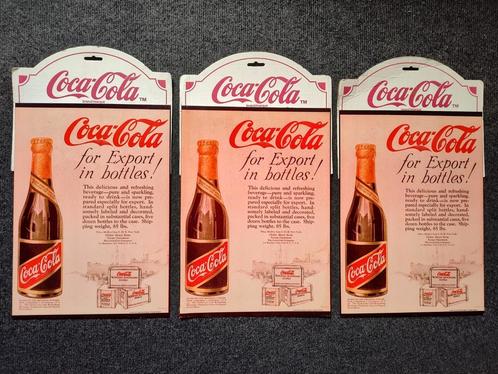 Coca-Cola TM
Coca-Cola
for Export
in bottles!
This delicious and refreshing
beverage—pure and sparkling,
ready to drink—is now pre-
pared especially for export. In
standard split bottles, hand-
somely labeled and decorated,
packed in substantial cases, five
dozen bottles to the case. Ship-
ping weight, 85 lbs.
Coca-Cola
Coca-Cola TM
Coca-Cola
for Export
in bottles!
This delicious and refreshing
beverage—pure and sparkling,
ready to drink—is now pre-
pared especially for export. In
standard split bottles, hand-
somely labeled and decorated,
packed in substantial cases, five
dozen bottles to the case. Ship-
ping weight, 85 lbs.
Coca-Cola
Coca-Cola TM
Coca-Cola
for Export
in bottles!
This delicious and refreshing
beverage—pure and sparkling,
ready to drink—is now pre-
pared especially for export. In
standard split bottles, hand-
somely labeled and decorated,
packed in substantial cases, five
dozen bottles to the case. Ship-
ping weight, 85 lbs.
Coca-Cola